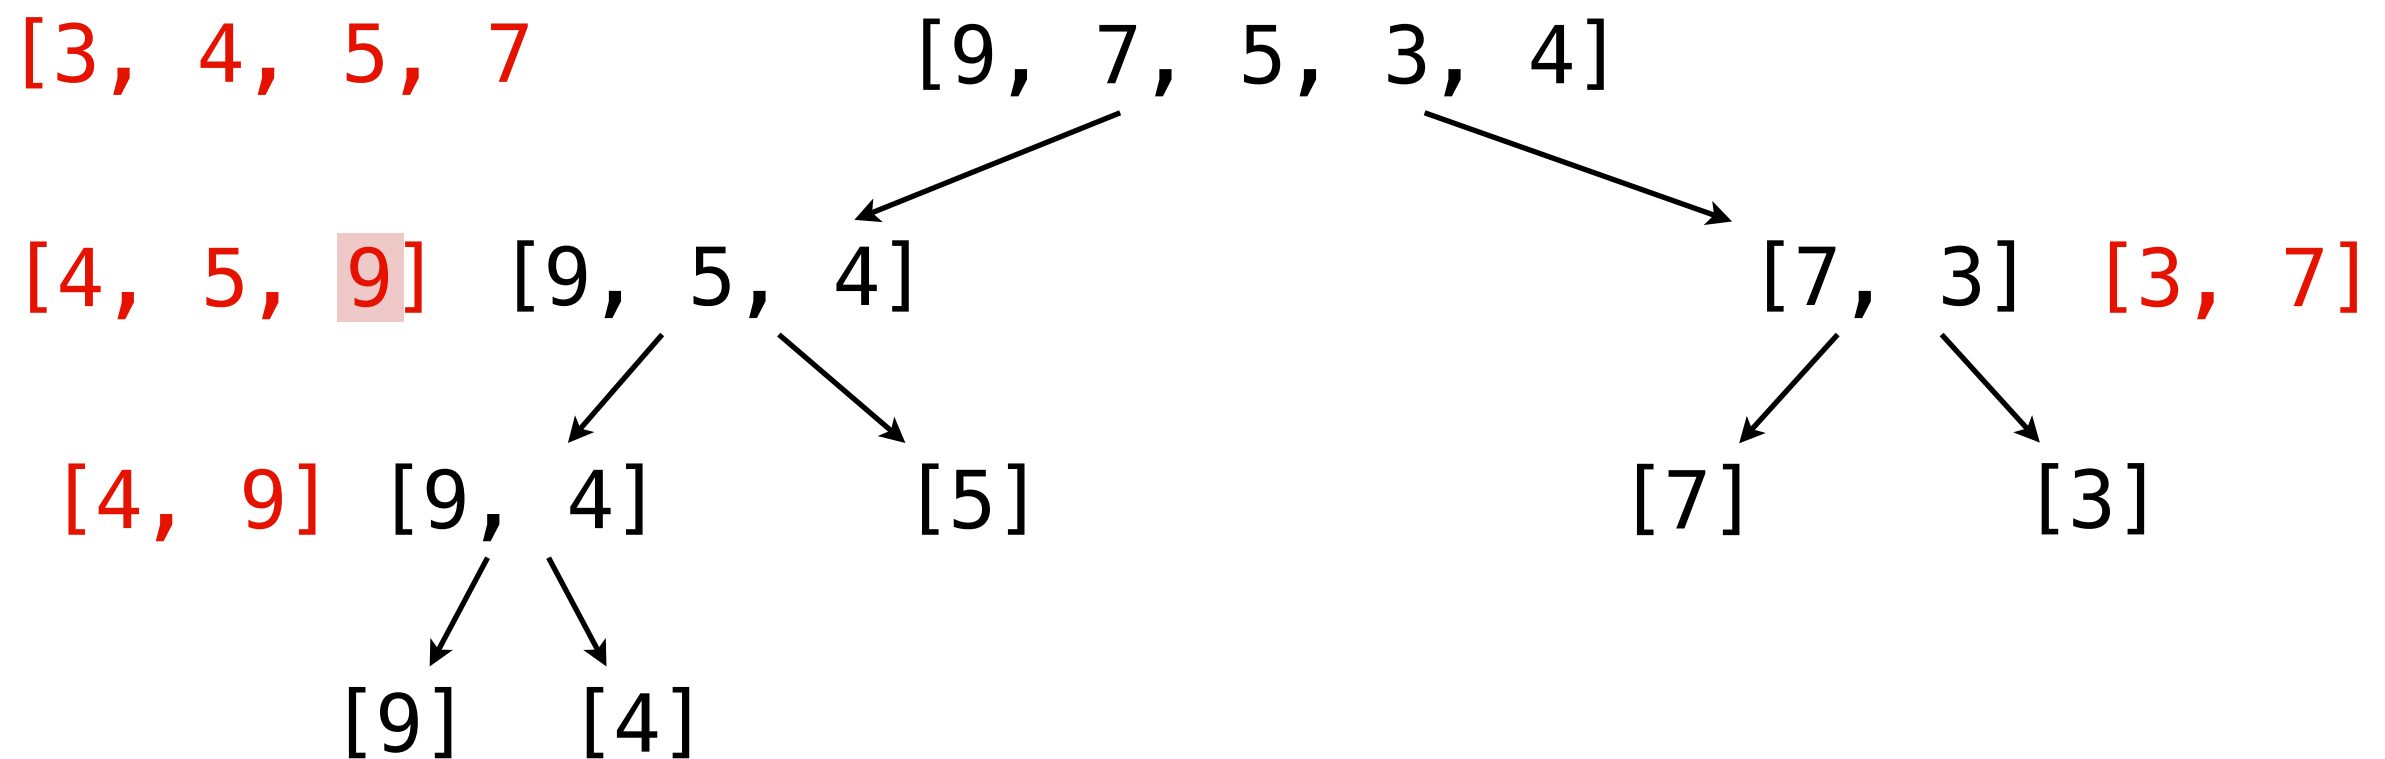 [3, 4, 5, 7 [9, 7, 5, 3, 4]
[4, 5, 9] [9, 5, 4] [7, 3] [3, 7]
[4, 9] [9, 4] [5] [7] [3]
[9] [4]